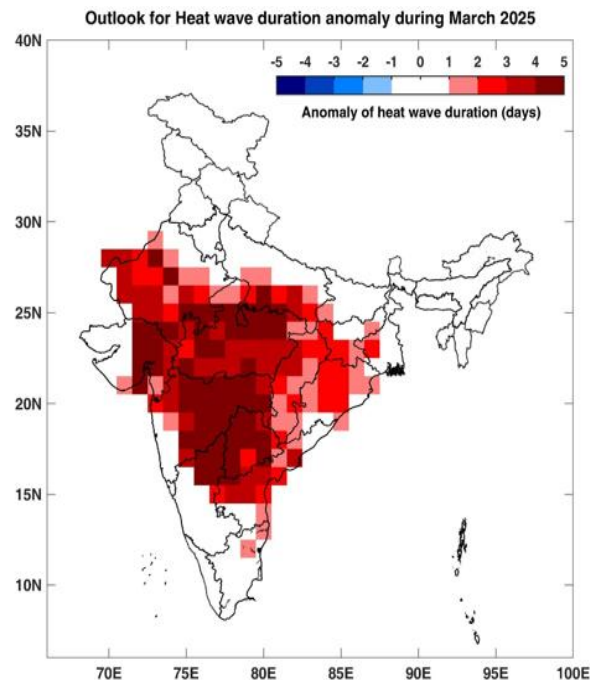 Outlook for Heat wave duration anomaly during March 2025
40N
-5 -4 -3 -2 -1 0 1 2 3 4 5
Anomaly of heat wave duration (days)
35N
30N
25N
20N
15N
10N
70E 75E 80E 85E 90E 95E 100E